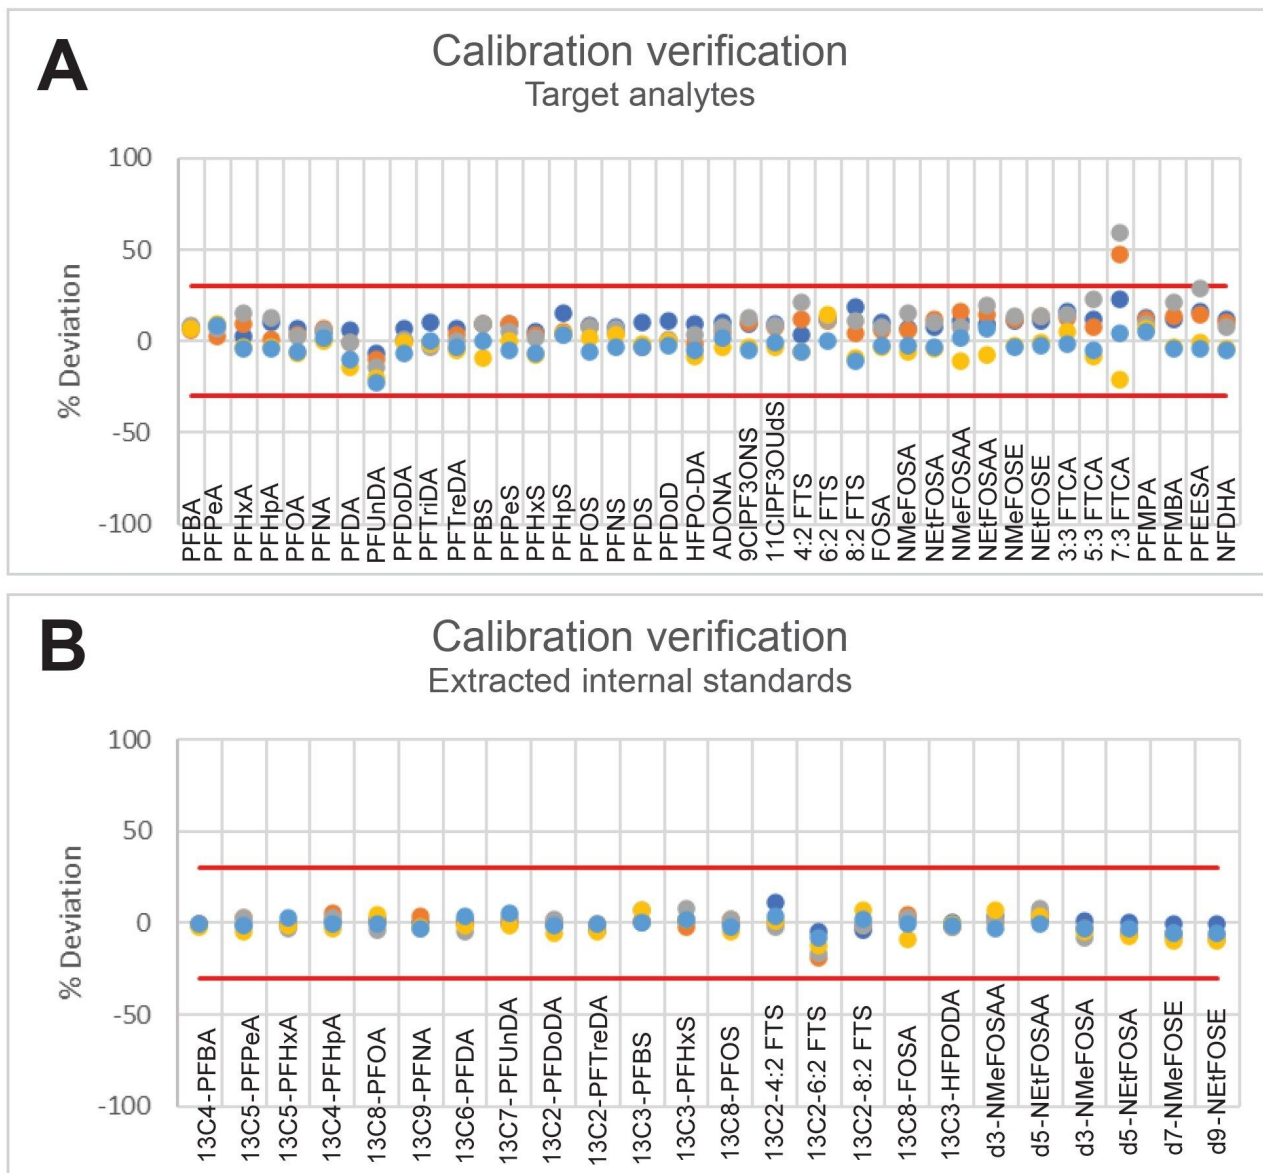 A
Calibration verification
Target analytes
% Deviation
100
50
0
-50
-100
PFBA
PFPeA
PFHxA
PFHpA
PFOA
PFNA
PFDA
PFUnDA
PFDoDA
PFTriDA
PFTreDA
PFBS
PFPeS
PFHxS
PFHpS
PFOS
PFNS
PFDS
PFDoD
HFPO-DA
ADONA
9ClPF3ONS
11ClPF3OUdS
4:2 FTS
6:2 FTS
8:2 FTS
FOSA
NMeFOSA
NEtFOSA
NMeFOSAA
NEtFOSAA
NMeFOSE
NEtFOSE
3:3 FTCA
5:3 FTCA
7:3 FTCA
PFMPA
PFMBA
PFEESA
NFDHA
B
Calibration verification
Extracted internal standards
% Deviation
100
50
0
-50
-100
13C4-PFBA
13C5-PFPeA
13C5-PFHxA
13C4-PFHpA
13C8-PFOA
13C9-PFNA
13C6-PFDA
13C7-PFUnDA
13C2-PFDoDA
13C2-PFTreDA
13C3-PFBS
13C3-PFHxS
13C8-PFOS
13C2-4:2 FTS
13C2-6:2 FTS
13C2-8:2 FTS
13C8-FOSA
13C3-HFPODA
d3-NMeFOSAA
d5-NEtFOSAA
d3-NMeFOSA
d5-NEtFOSA
d7-NMeFOSE
d9-NEtFOSE